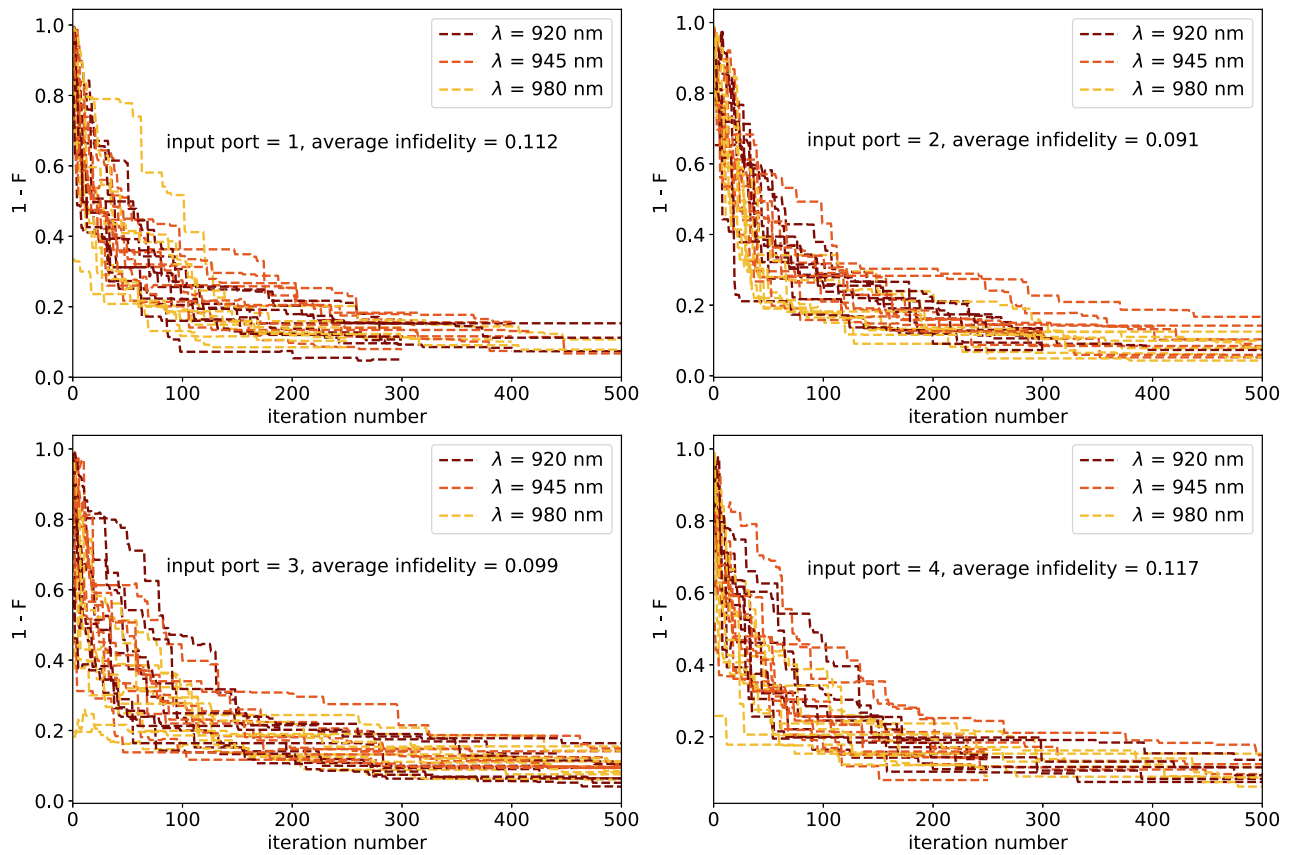 1.0
0.8
0.6
0.4
0.2
0.0
1 - F
λ = 920 nm
λ = 945 nm
λ = 980 nm
input port = 1, average infidelity = 0.112
0 100 200 300 400 500
iteration number
1.0
0.8
0.6
0.4
0.2
0.0
1 - F
λ = 920 nm
λ = 945 nm
λ = 980 nm
input port = 2, average infidelity = 0.091
0 100 200 300 400 500
iteration number
1.0
0.8
0.6
0.4
0.2
0.0
1 - F
λ = 920 nm
λ = 945 nm
λ = 980 nm
input port = 3, average infidelity = 0.099
0 100 200 300 400 500
iteration number
1.0
0.8
0.6
0.4
0.2
1 - F
λ = 920 nm
λ = 945 nm
λ = 980 nm
input port = 4, average infidelity = 0.117
0 100 200 300 400 500
iteration number